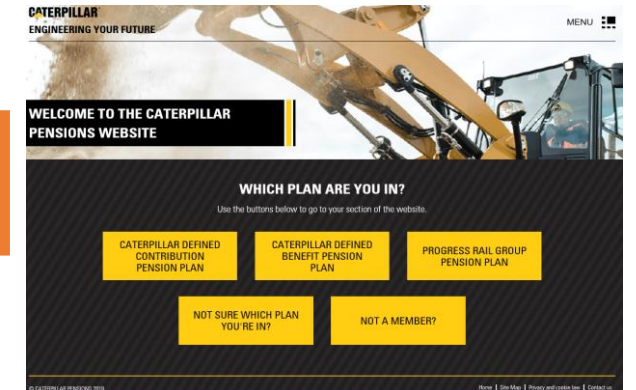 CATERPILLAR
ENGINEERING YOUR FUTURE
MENU
WELCOME TO THE CATERPILLAR
PENSIONS WEBSITE
WHICH PLAN ARE YOU IN?
Use the buttons below to go to your section of the website.
CATERPILLAR DEFINED
CONTRIBUTION
PENSION PLAN
CATERPILLAR DEFINED
BENEFIT PENSION
PLAN
PROGRESS RAIL GROUP
PENSION PLAN
NOT SURE WHICH PLAN
YOU'RE IN?
NOT A MEMBER?
© CATERPILLAR PENSIONS 2019
Home | Site Map | Privacy and cookie law | Contact us